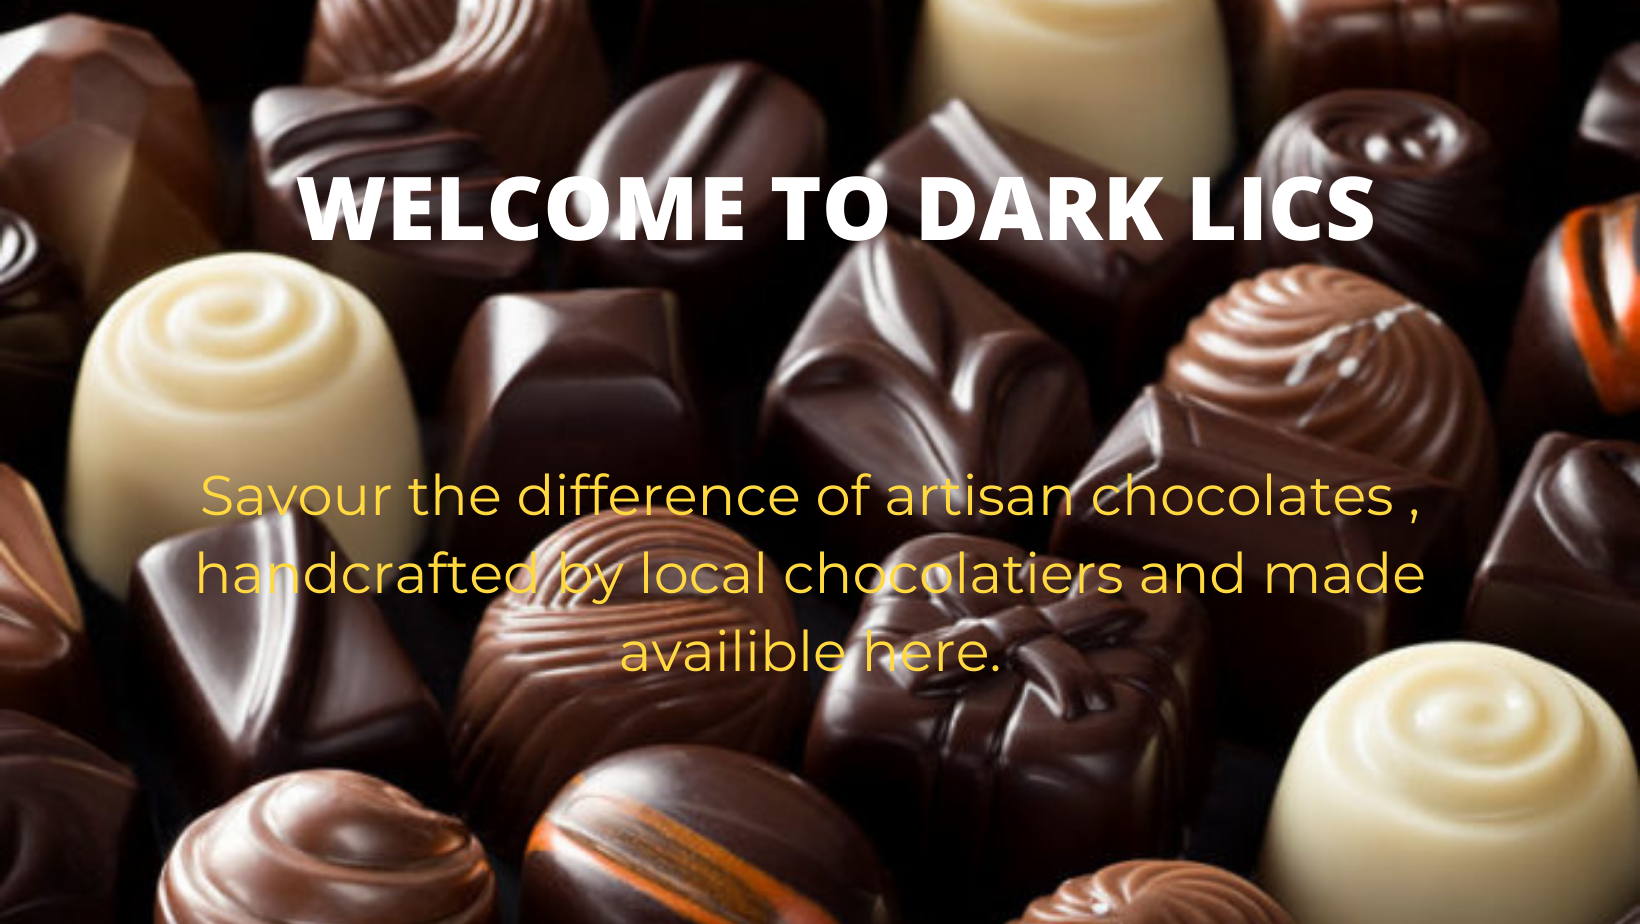 WELCOME TO DARK LICS
Savour the difference of artisan chocolates ,
handcrafted by local chocolatiers and made
availible here.